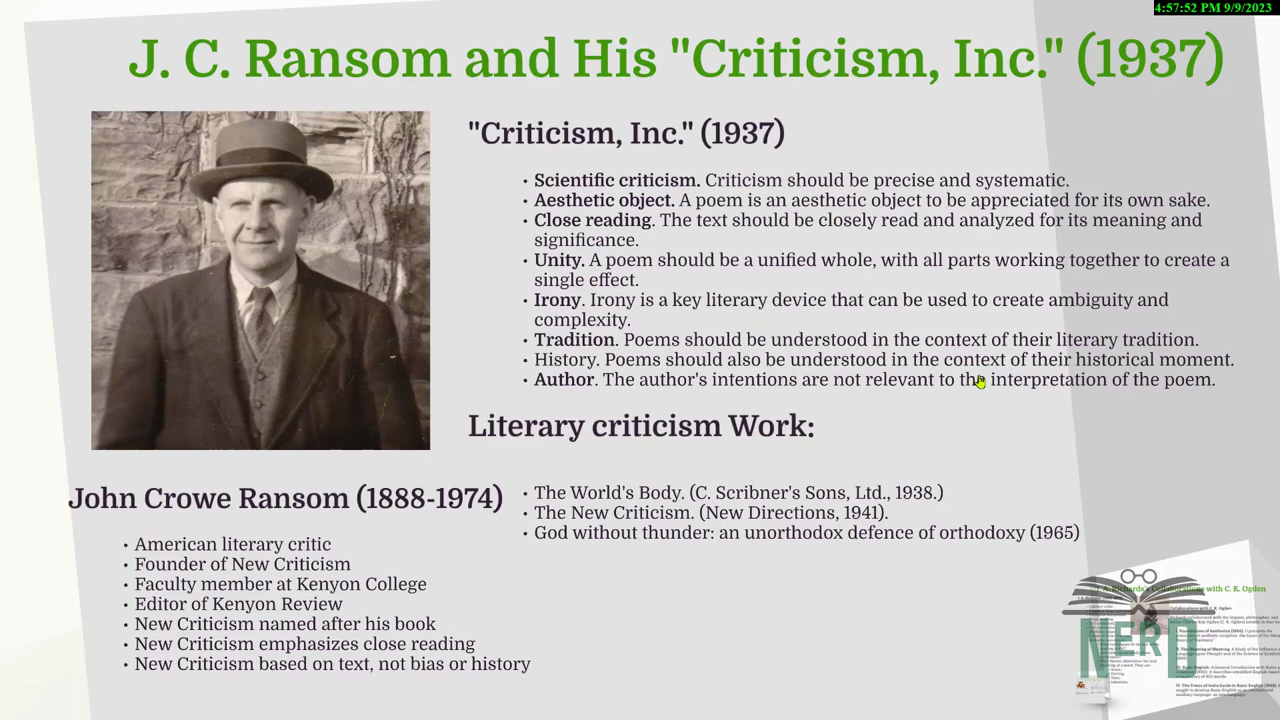 4:57:52 PM 9/9/2023
J. C. Ransom and His "Criticism, Inc." (1937)
"Criticism, Inc." (1937)
• Scientific criticism. Criticism should be precise and systematic.
• Aesthetic object. A poem is an aesthetic object to be appreciated for its own sake.
• Close reading. The text should be closely read and analyzed for its meaning and
significance.
• Unity. A poem should be a unified whole, with all parts working together to create a
single effect.
• Irony. Irony is a key literary device that can be used to create ambiguity and
complexity.
• Tradition. Poems should be understood in the context of their literary tradition.
• History. Poems should also be understood in the context of their historical moment.
• Author. The author's intentions are not relevant to the interpretation of the poem.
Literary criticism Work:
• The World's Body. (C. Scribner's Sons, Ltd., 1938.)
• The New Criticism. (New Directions, 1941).
• God without thunder: an unorthodox defence of orthodoxy (1965)
John Crowe Ransom (1888-1974)
• American literary critic
• Founder of New Criticism
• Faculty member at Kenyon College
• Editor of Kenyon Review
• New Criticism named after his book
• New Criticism emphasizes close reading
• New Criticism based on text, not bias or history
Collaborations with C. K. Ogden
NERD